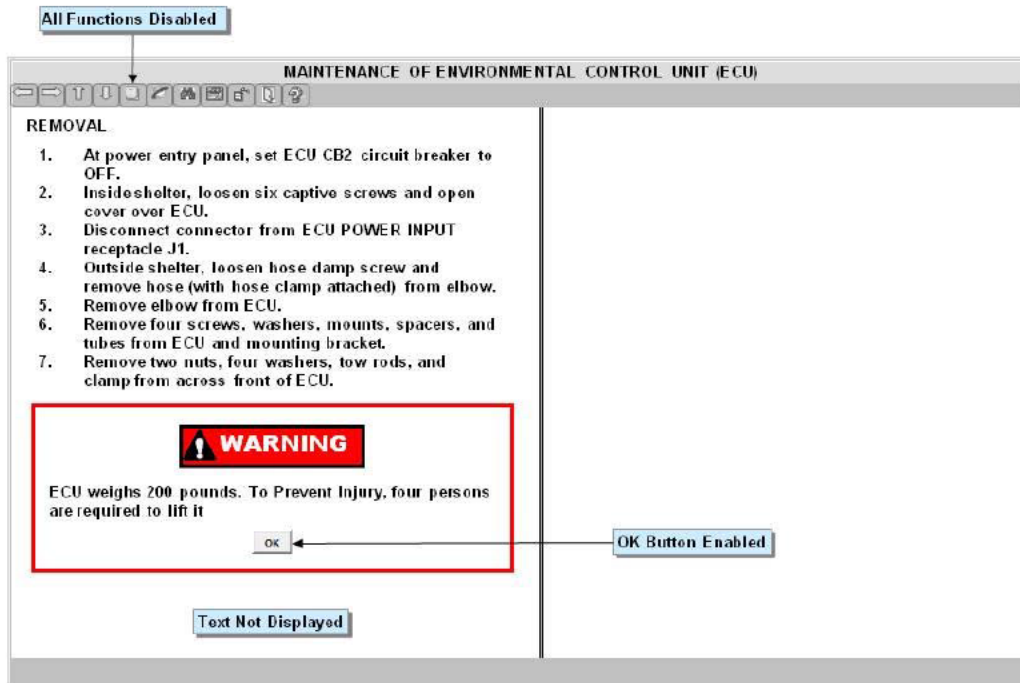 All Functions Disabled
MAINTENANCE OF ENVIRONMENTAL CONTROL UNIT (ECU)
REMOVAL
1. At power entry panel, set ECU CB2 circuit breaker to
OFF.
2. Inside shelter, loosen six captive screws and open
cover over ECU.
3. Disconnect connector from ECU POWER INPUT
receptacle J1.
4. Outside shelter, loosen hose damp screw and
remove hose (with hose clamp attached) from elbow.
5. Remove elbow from ECU.
6. Remove four screws, washers, mounts, spacers, and
tubes from ECU and mounting bracket.
7. Remove two nuts, four washers, tow rods, and
clamp from across front of ECU.
WARNING
ECU weighs 200 pounds. To Prevent Injury, four persons
are required to lift it
OK
OK Button Enabled
Text Not Displayed